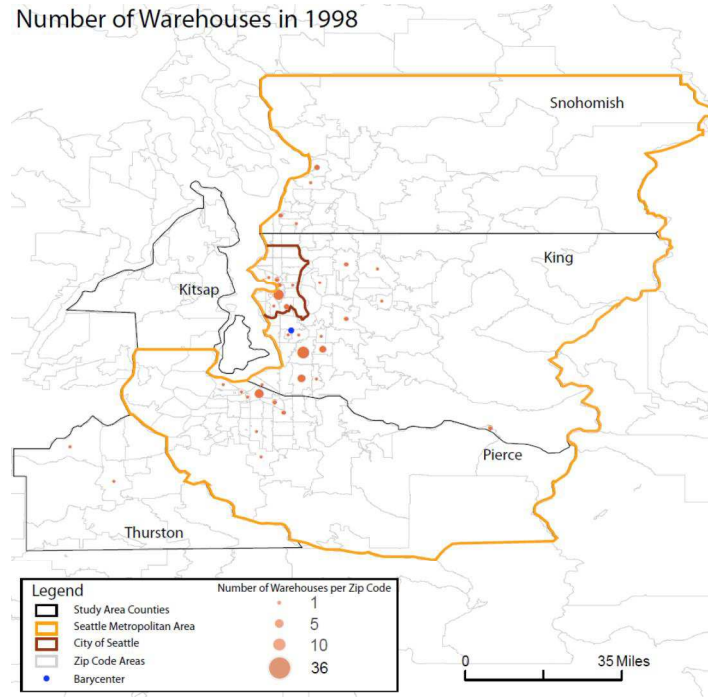 Number of Warehouses in 1998
Snohomish
King
Kitsap
Pierce
Thurston
Legend
Study Area Counties
Seattle Metropolitan Area
City of Seattle
Zip Code Areas
Barycenter
Number of Warehouses per Zip Code
1
5
10
36
0 35 Miles